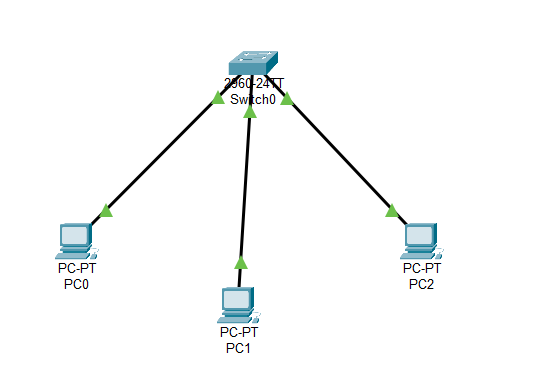 2960-24TT
Switch0
PC-PT
PC0
PC-PT
PC1
PC-PT
PC2